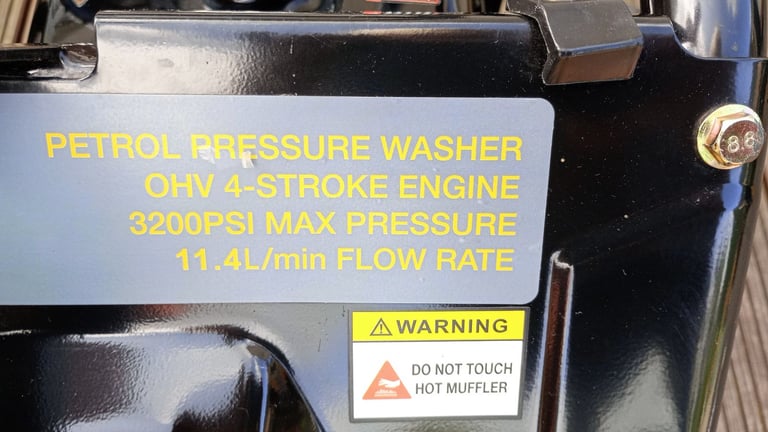 PETROL PRESSURE WASHER
OHV 4-STROKE ENGINE
3200PSI MAX PRESSURE
11.4L/min FLOW RATE
8.8
WARNING
DO NOT TOUCH
HOT MUFFLER